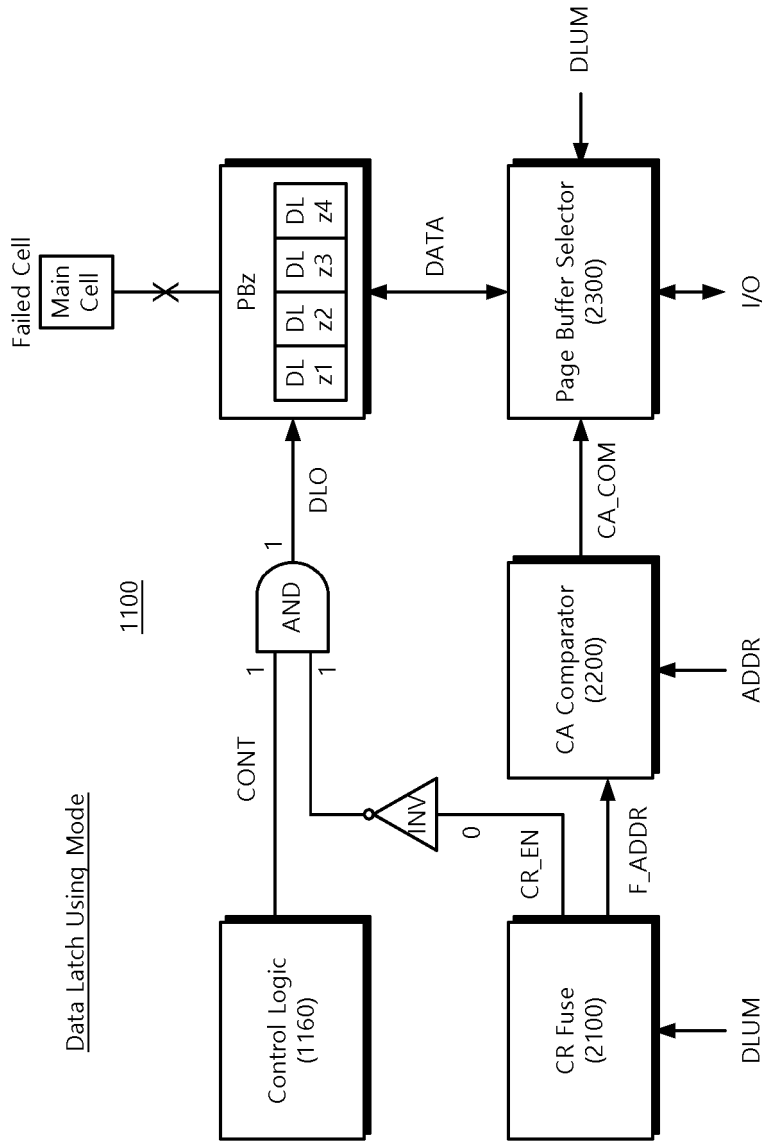 Data Latch Using Mode
1100
Failed Cell
Main
Cell
Control Logic
(1160)
CONT
1
1
AND
1
DLO
PBz
DL
z1
DL
z2
DL
z3
DL
z4
INV
0
CR_EN
DATA
CR Fuse
(2100)
F_ADDR
CA Comparator
(2200)
CA_COM
Page Buffer Selector
(2300)
DLUM
DLUM
ADDR
I/O